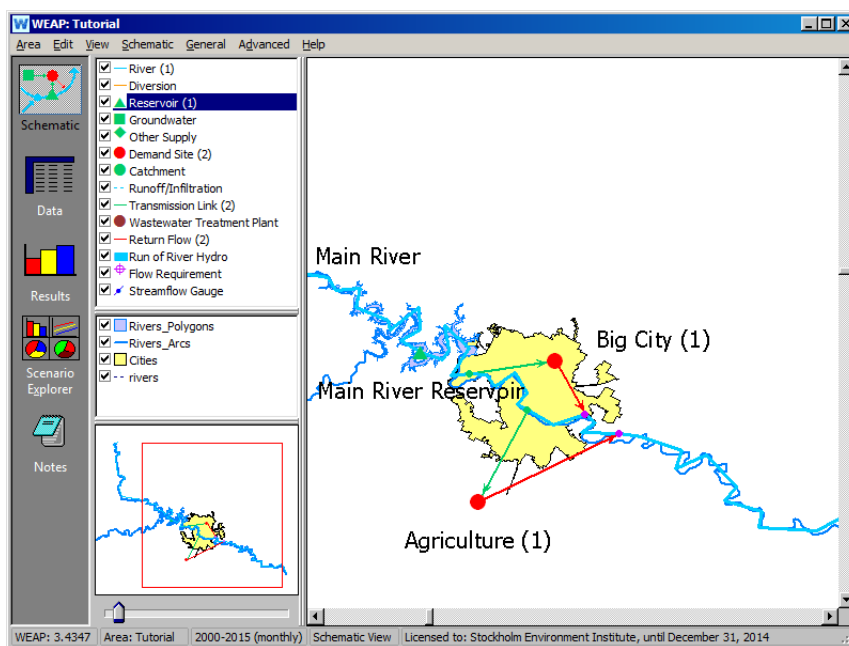 WEAP: Tutorial
Area Edit View Schematic General Advanced Help
Schematic
Data
Results
Scenario
Explorer
Notes
River (1)
Diversion
Reservoir (1)
Groundwater
Other Supply
Demand Site (2)
Catchment
Runoff/Infiltration
Transmission Link (2)
Wastewater Treatment Plant
Return Flow (2)
Run of River Hydro
Flow Requirement
Streamflow Gauge
Rivers_Polygons
Rivers_Arcs
Cities
rivers
Main River
Big City (1)
Main River Reservoir
Agriculture (1)
WEAP: 3.4347 Area: Tutorial 2000-2015 (monthly) Schematic View Licensed to: Stockholm Environment Institute, until December 31, 2014